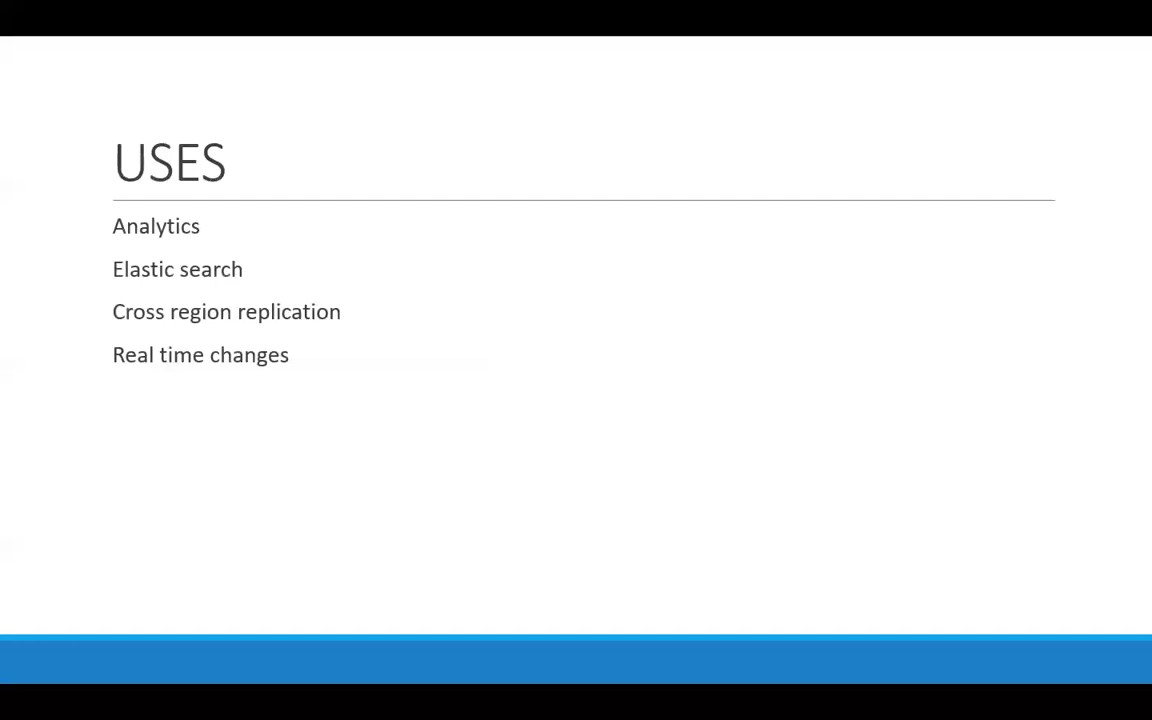 USES
Analytics
Elastic search
Cross region replication
Real time changes